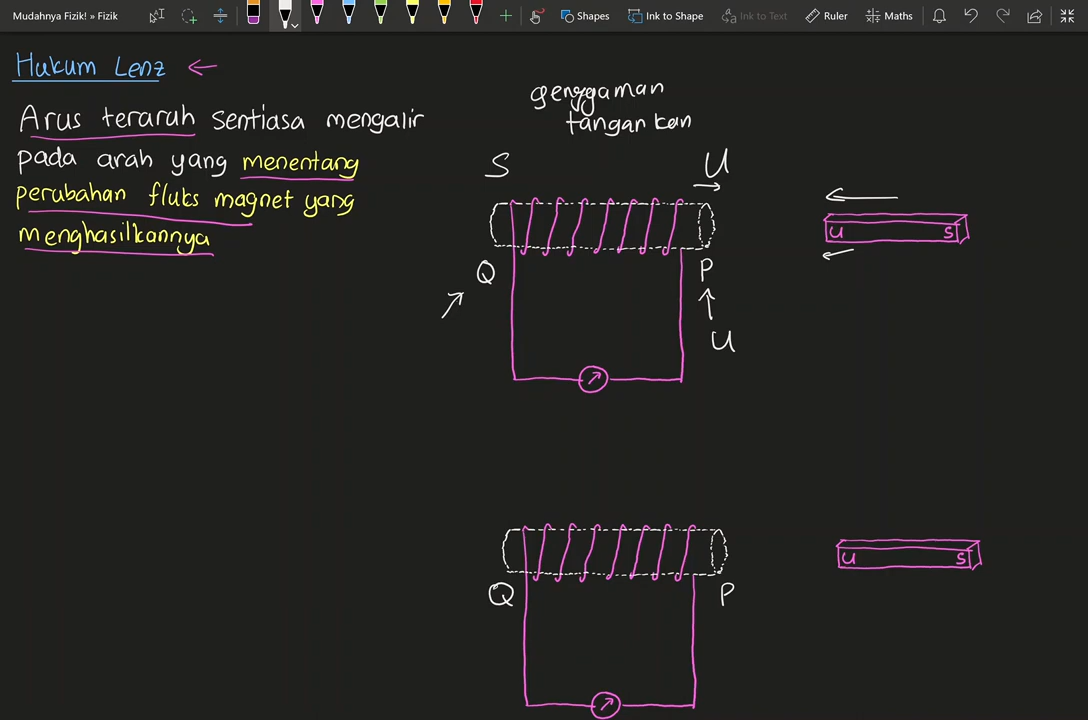 Mudahnya Fizik! » Fizik
Shapes
Ink to Shape
Ink to Text
Ruler
Maths
Hukum Lenz
Arus teraruh sentiasa mengalir
pada arah yang menentang
perubahan fluks magnet yang
menghasilkannya
genggaman
tangan kan
S U
U S
Q P
U
U S
Q P